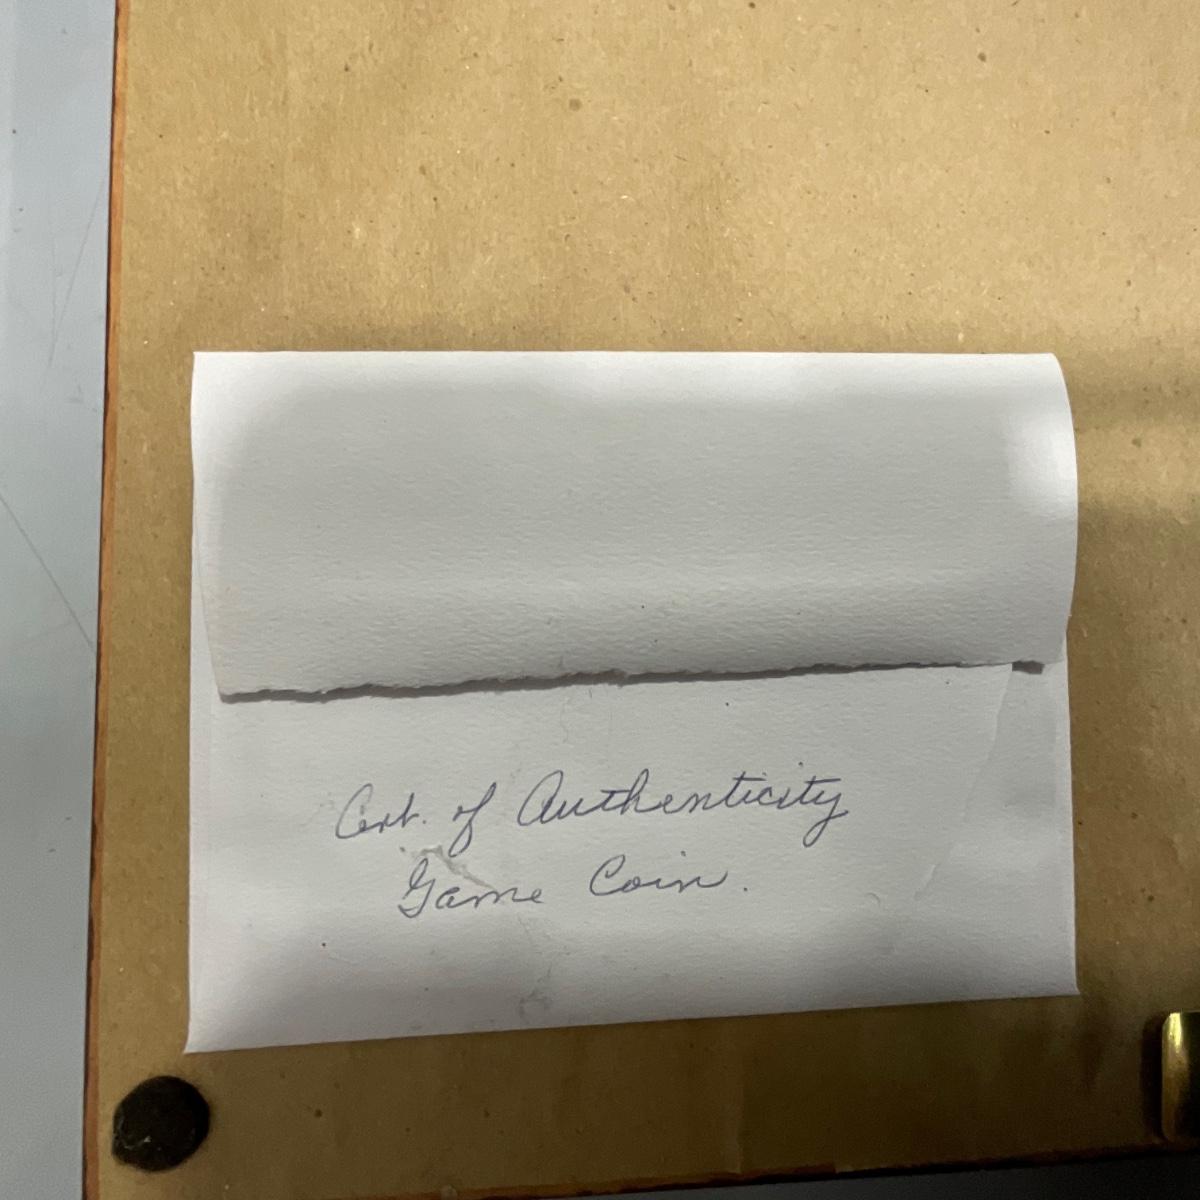 Cert. of Authenticity
Game Coin.